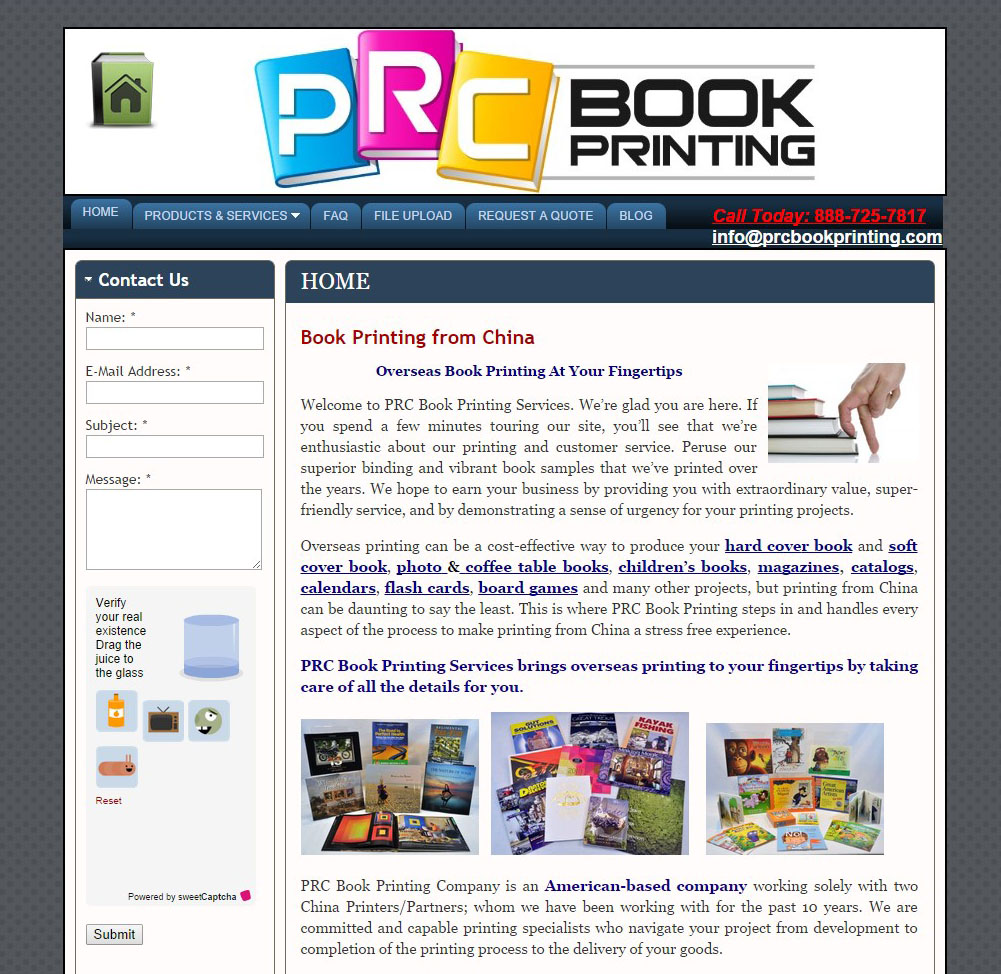 PRC BOOK
PRINTING
HOME
PRODUCTS & SERVICES
FAQ
FILE UPLOAD
REQUEST A QUOTE
BLOG
Call Today: 888-725-7817
info@prcbookprinting.com
Contact Us
Name: *
E-Mail Address: *
Subject: *
Message: *
Verify
your real
existence
Drag the
juice to
the glass
Reset
Powered by sweetCaptcha
Submit
HOME
Book Printing from China
Overseas Book Printing At Your Fingertips
Welcome to PRC Book Printing Services. We’re glad you are here. If
you spend a few minutes touring our site, you’ll see that we’re
enthusiastic about our printing and customer service. Peruse our
superior binding and vibrant book samples that we’ve printed over
the years. We hope to earn your business by providing you with extraordinary value, super-
friendly service, and by demonstrating a sense of urgency for your printing projects.
Overseas printing can be a cost-effective way to produce your hard cover book and soft
cover book, photo & coffee table books, children’s books, magazines, catalogs,
calendars, flash cards, board games and many other projects, but printing from China
can be daunting to say the least. This is where PRC Book Printing steps in and handles every
aspect of the process to make printing from China a stress free experience.
PRC Book Printing Services brings overseas printing to your fingertips by taking
care of all the details for you.
KAYAK
FISHING
PRC Book Printing Company is an American-based company working solely with two
China Printers/Partners; whom we have been working with for the past 10 years. We are
committed and capable printing specialists who navigate your project from development to
completion of the printing process to the delivery of your goods.